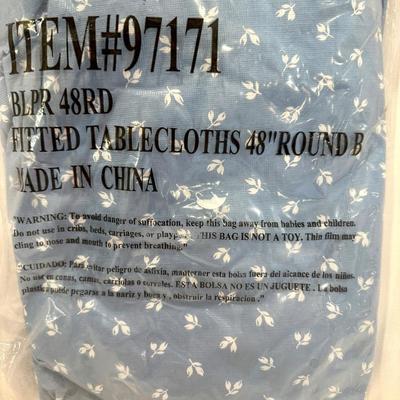 ITEM#97171
BLPR 48RD
FITTED TABLECLOTHS 48"ROUND B
MADE IN CHINA
"WARNING: To avoid danger of suffocation, keep this bag away from babies and children.
Do not use in cribs, beds, carriages, or playpens. THIS BAG IS NOT A TOY. This film may
cling to nose and mouth to prevent breathing."
"CUIDADO: Para evitar peligro de asfixia, manterner esta bolsa fuera del alcance de los niños.
No use en conas, camas, carriolas o corrales. ESTA BOLSA NO ES UN JUGUETE . La bolsa
plastica puede pegarse a la nariz y boca y , obstruir la respiracion ."